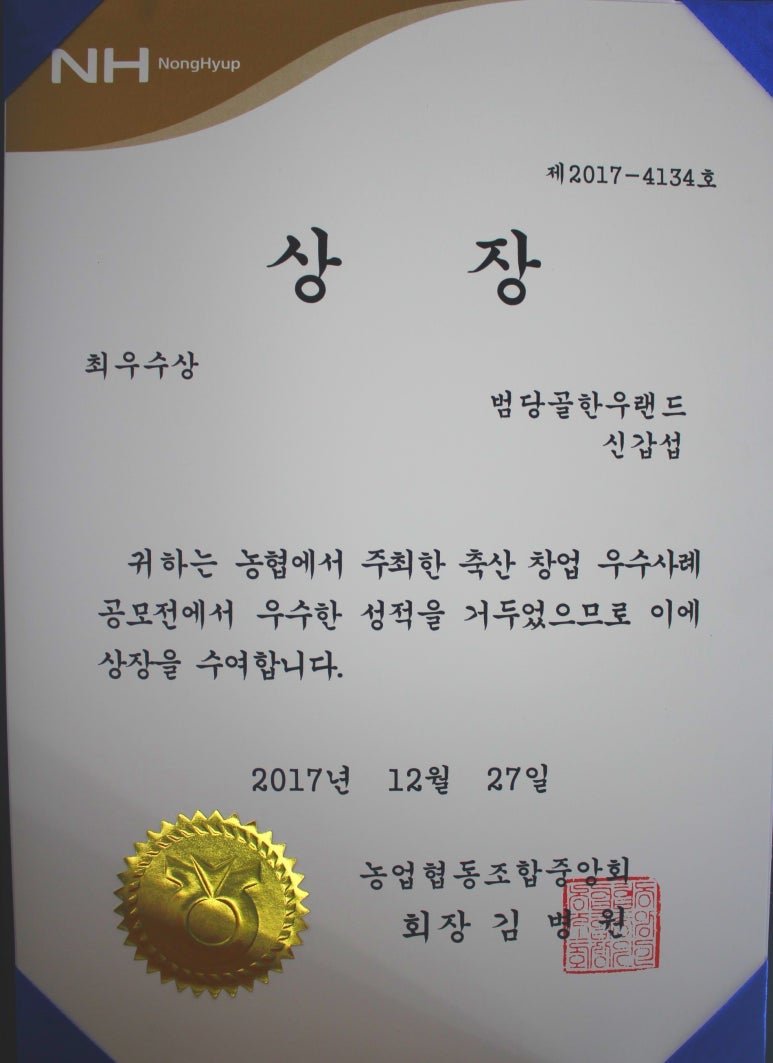 NH NongHyup
제2017-4134호
상 장
최우수상
범당골한우랜드
신갑섭
귀하는 농협에서 주최한 축산 창업 우수사례
공모전에서 우수한 성적을 거두었으므로 이에
상장을 수여합니다.
2017년 12월 27일
농업협동조합중앙회
회장 김병원